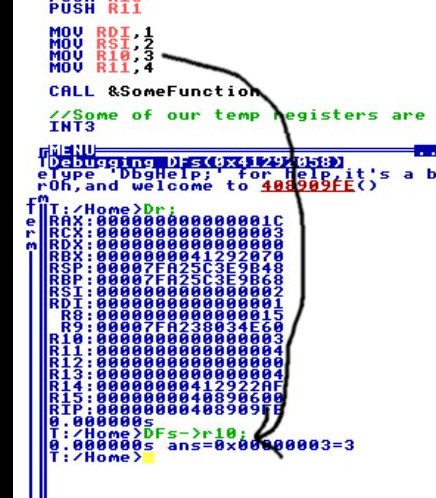 PUSH R11
MOV RDI,1
MOV RSI,2
MOV R10,3
MOV R11,4
CALL &SomeFunction
//Some of our temp registers are
INT3
MENU
Debugging DFs(0x41292058)
eType 'DbgHelp;' for help,it's a b
rOh,and welcome to 408909FE()
m
T:/Home>Dr;
RAX:000000000000001C
RCX:0000000000000003
RDX:0000000000000000
RBX:0000000041292070
RSP:00007FA25C3E9B48
RBP:00007FA25C3E9B68
RSI:0000000000000002
RDI:0000000000000001
R8:0000000000000015
R9:00007FA238034E60
R10:0000000000000003
R11:0000000000000004
R12:0000000000000000
R13:0000000000000004
R14:00000000412922AF
R15:0000000040890600
RIP:00000000408909FE
0.000000s
T:/Home>DFs->r10;
0.000000s ans=0x00000003=3
T:/Home>
Term